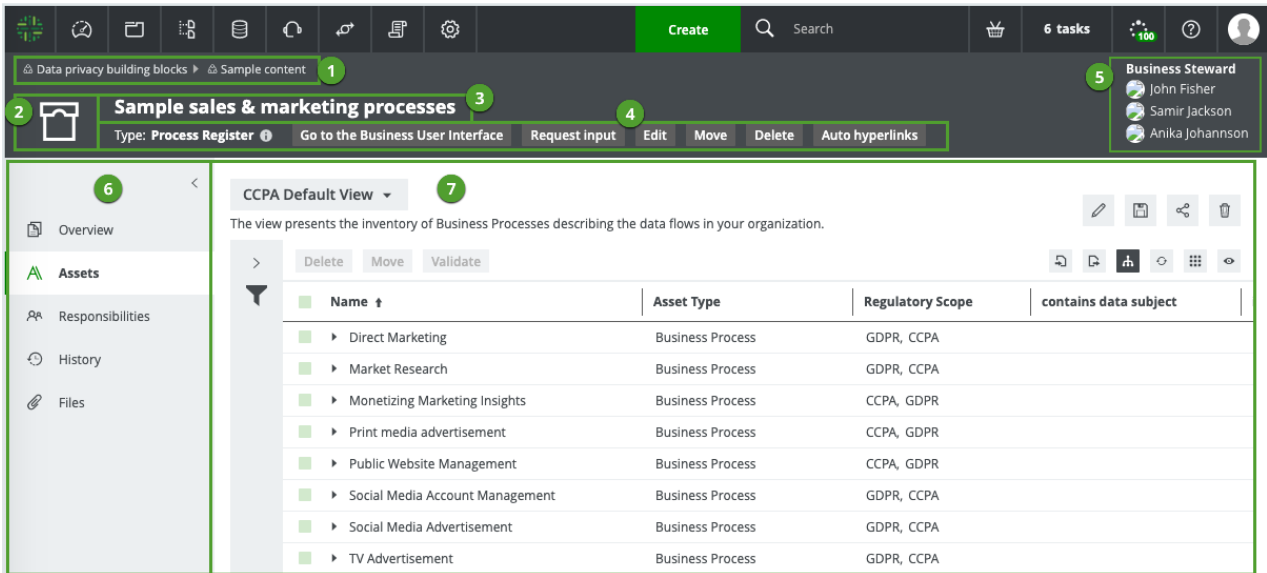 Create
Search
6 tasks
100
Data privacy building blocks Sample content
1
5
Business Steward
John Fisher
Samir Jackson
Anika Johannson
2
Sample sales & marketing processes
3
4
Type: Process Register Go to the Business User Interface Request input Edit Move Delete Auto hyperlinks
6
Overview
Assets
Responsibilities
History
Files
CCPA Default View
7
The view presents the inventory of Business Processes describing the data flows in your organization.
Delete Move Validate
Name Asset Type Regulatory Scope contains data subject
Direct Marketing Business Process GDPR, CCPA
Market Research Business Process GDPR, CCPA
Monetizing Marketing Insights Business Process CCPA, GDPR
Print media advertisement Business Process CCPA, GDPR
Public Website Management Business Process CCPA, GDPR
Social Media Account Management Business Process GDPR, CCPA
Social Media Advertisement Business Process GDPR, CCPA
TV Advertisement Business Process GDPR, CCPA